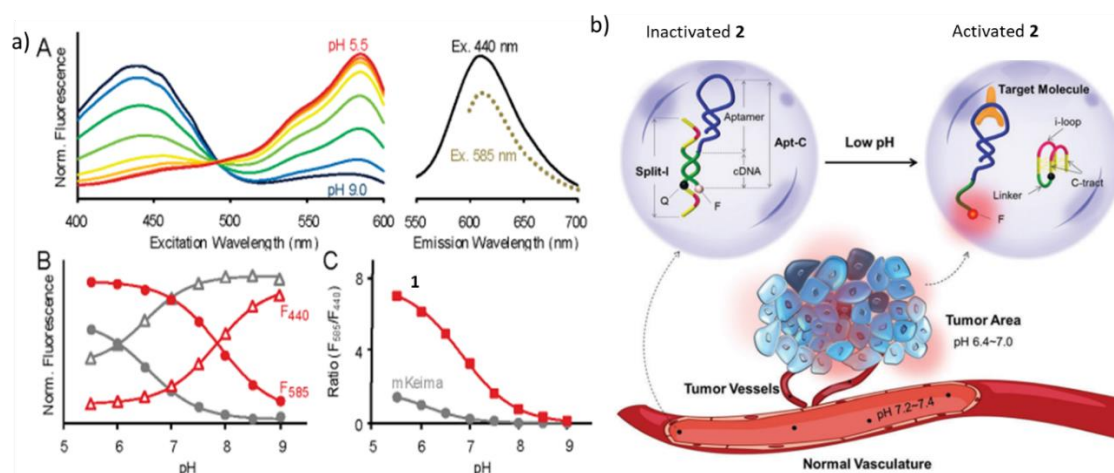 a)
A
Norm. Fluorescence
pH 5.5
pH 9.0
400 450 500 550 600
Excitation Wavelength (nm)
Ex. 440 nm
Ex. 585 nm
550 600 650 700
Emission Wavelength (nm)
B
Norm. Fluorescence
F440
F585
5 6 7 8 9
pH
C
1
Ratio (F585/F440)
8
4
0
mKeima
5 6 7 8 9
pH
b)
Inactivated 2
Activated 2
Aptamer
Apt-C
Split-I
cDNA
Q
F
Low pH
Target Molecule
i-loop
C-tract
Linker
F
Tumor Area
pH 6.4~7.0
Tumor Vessels
pH 7.2~7.4
Normal Vasculature